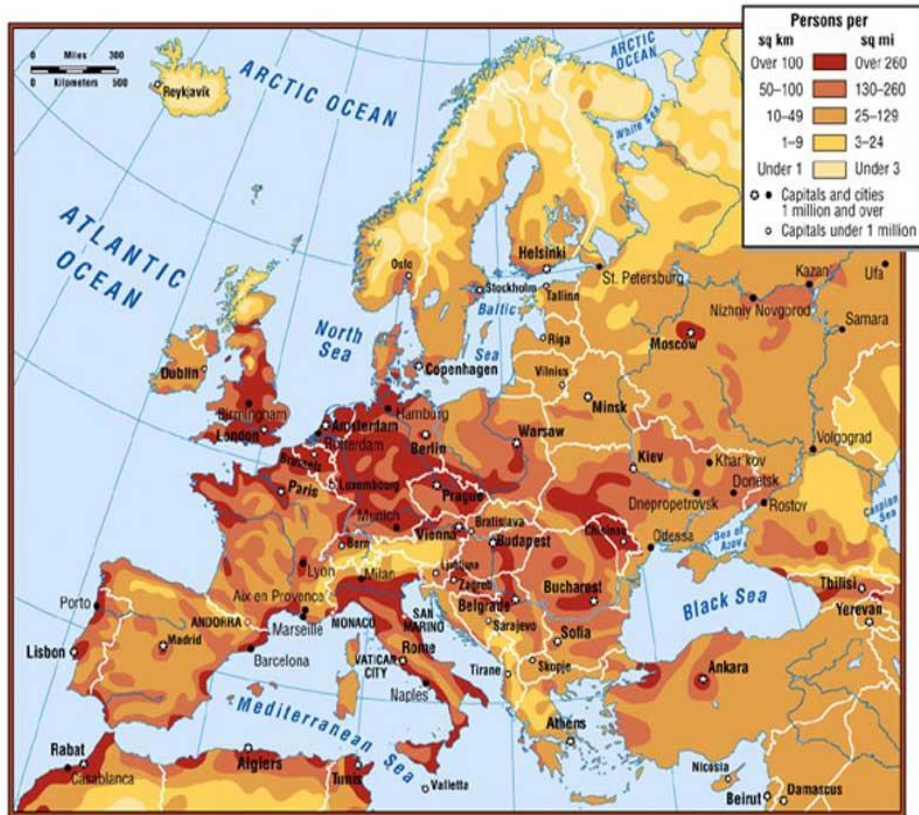 Persons per
sq km sq mi
Over 100 Over 260
50–100 130–260
10–49 25–129
1–9 3–24
Under 1 Under 3
Capitals and cities
1 million and over
Capitals under 1 million
0 Miles 300
0 Kilometers 500
ARCTIC OCEAN
ARCTIC
OCEAN
ARCTIC
OCEAN
Reykjavík
White Sea
ATLANTIC
OCEAN
Oslo
Helsinki
St. Petersburg
Stockholm
Tallinn
Baltic
Sea
Kazan'
Ufa
Nizhniy Novgorod
Samara
North
Sea
Riga
Moscow
Dublin
Copenhagen
Vilnius
Minsk
Birmingham
Hamburg
London
Amsterdam
Rotterdam
Berlin
Warsaw
Volgograd
Brussels
Kiev
Khar'kov
Paris
Luxembourg
Prague
Donetsk
Dnepropetrovsk
Rostov
Caspian
Sea
Munich
Vienna
Bratislava
Chisinau
Bern
Budapest
Odessa
Sea of
Azov
Lyon
Milan
Ljubljana
Zagreb
Porto
Aix en Provence
Belgrade
Bucharest
Tbilisi
ANDORRA
MONACO
SAN
MARINO
Sarajevo
Black Sea
Yerevan
Marseille
Sofia
Madrid
Rome
Lisbon
Barcelona
VATICAN
CITY
Tirane
Skopje
Ankara
Naples
Mediterranean
Sea
Athens
Rabat
Casablanca
Algiers
Tunis
Valletta
Nicosia
Beirut
Damascus